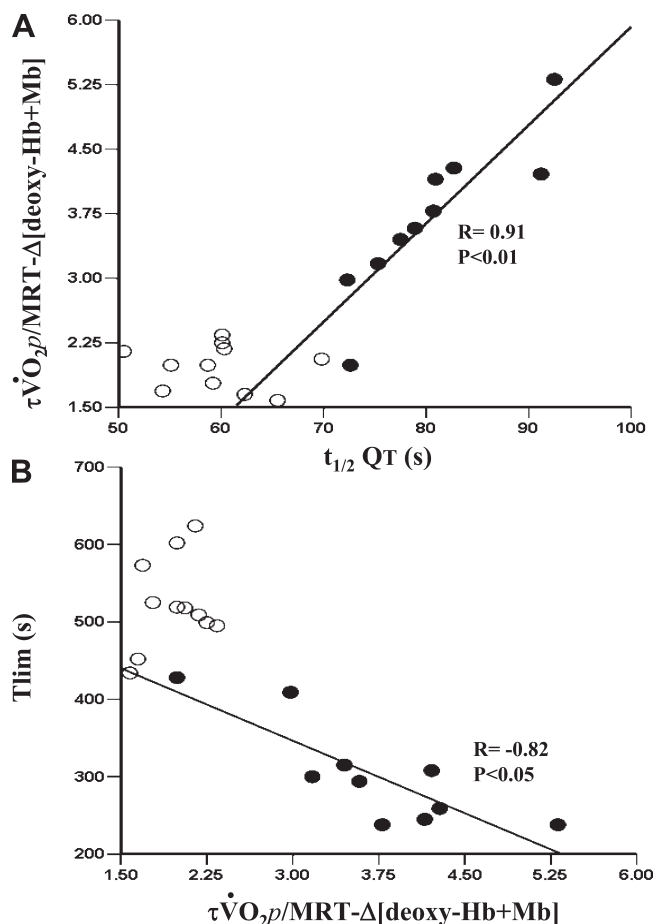 A
τV̇O₂p/MRT-Δ[deoxy-Hb+Mb]
6.00
5.25
4.50
3.75
3.00
2.25
1.50
R= 0.91
P<0.01
50 60 70 80 90 100
t₁/₂ QT (s)
B
Tlim (s)
700
600
500
400
300
200
R= -0.82
P<0.05
1.50 2.25 3.00 3.75 4.50 5.25 6.00
τV̇O₂p/MRT-Δ[deoxy-Hb+Mb]